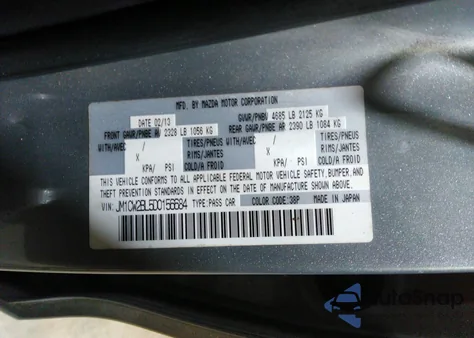 MFD. BY MAZDA MOTOR CORPORATION
DATE 02/13 GVWR/PNBV 4685 LB 2125 KG
FRONT GAWR/PNBE AV 2328 LB 1056 KG REAR GAWR/PNBE AR 2390 LB 1084 KG
WITH/AVEC / TIRES/PNEUS WITH/AVEC / TIRES/PNEUS
X RIMS/JANTES X RIMS/JANTES
KPA/ PSI COLD/A FROID KPA/ PSI COLD/A FROID
THIS VEHICLE CONFORMS TO ALL APPLICABLE FEDERAL MOTOR VEHICLE SAFETY, BUMPER, AND
THEFT PREVENTION STANDARDS IN EFFECT ON THE DATE OF MANUFACTURE SHOWN ABOVE.
VIN: JM1CW2BL5D0156684 TYPE:PASS CAR COLOR CODE:38P MADE IN JAPAN
AutoSnap